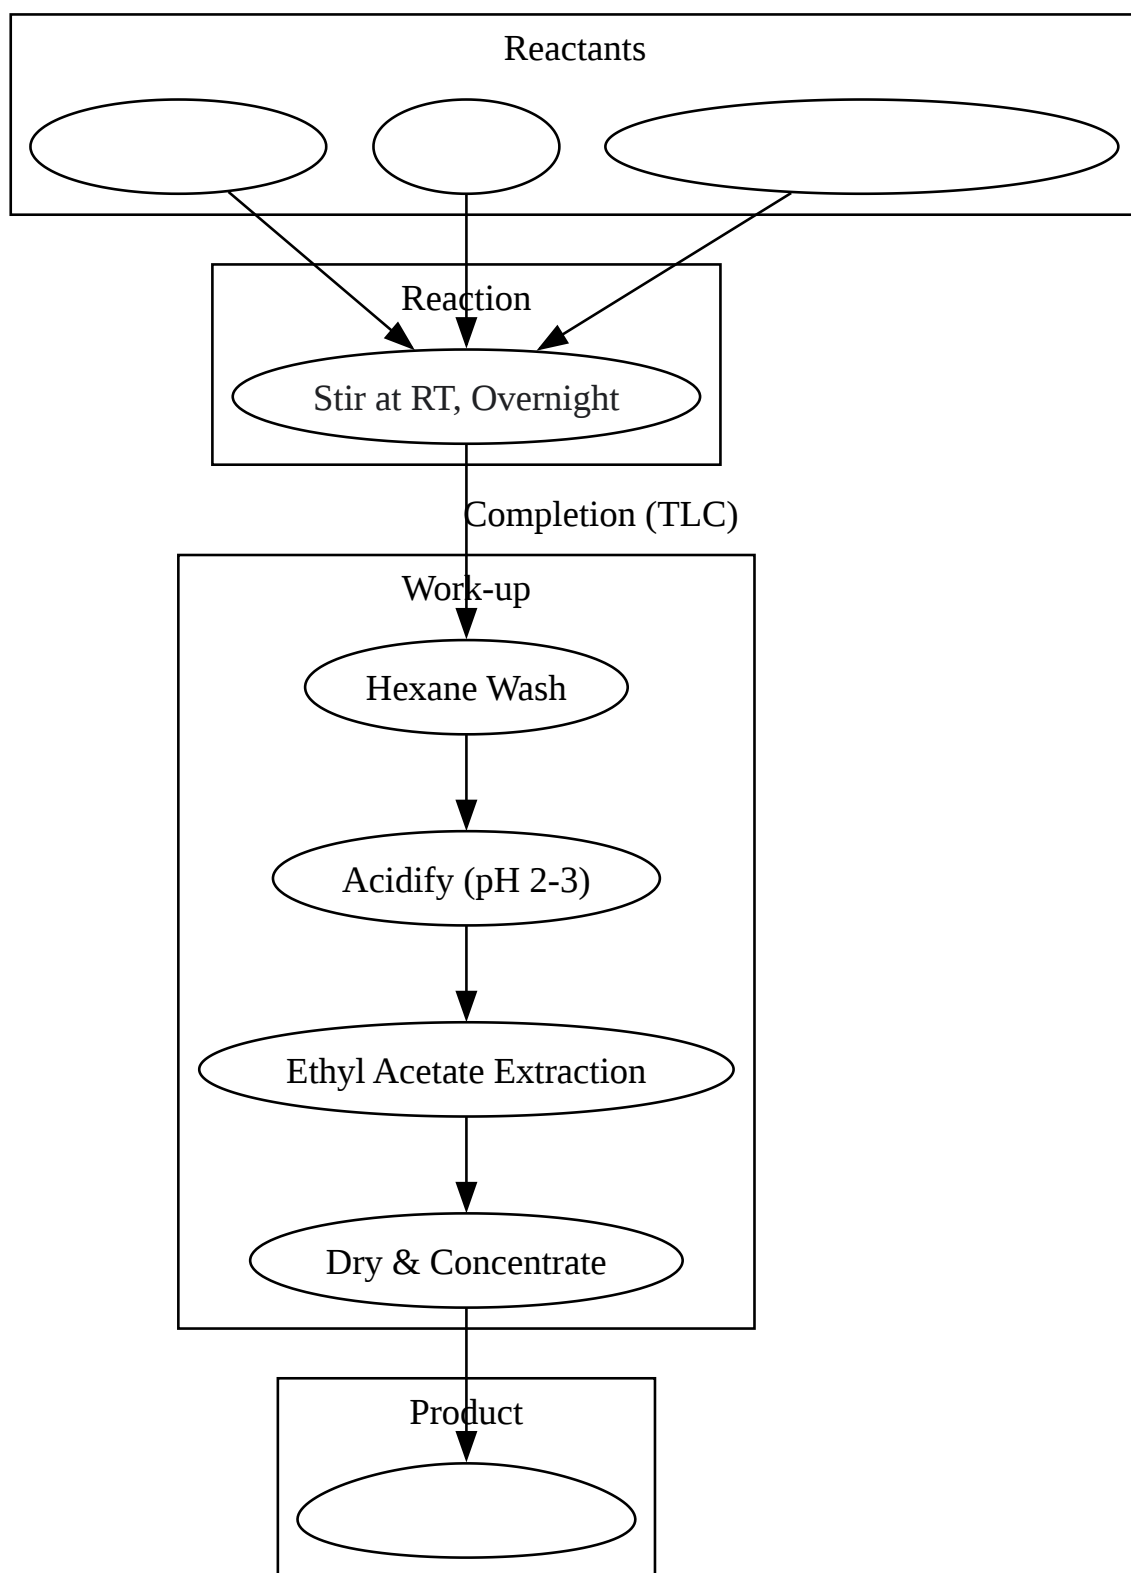 Reactants
Reaction
Stir at RT, Overnight
Completion (TLC)
Work-up
Hexane Wash
Acidify (pH 2-3)
Ethyl Acetate Extraction
Dry & Concentrate
Product